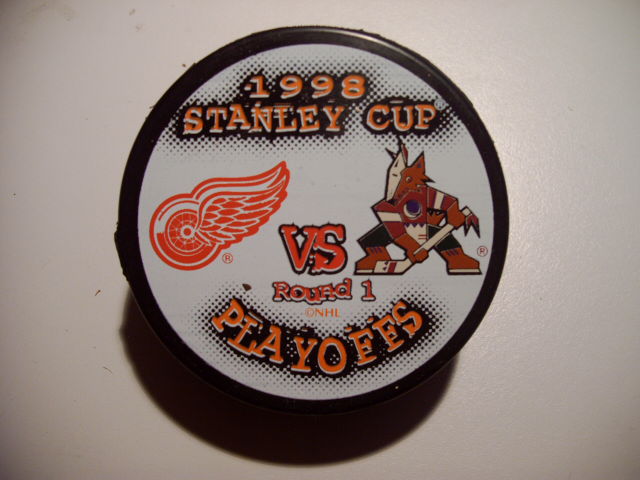 1998
STANLEY CUP®
VS
® ®
Round 1
©NHL
PLAYOFFS